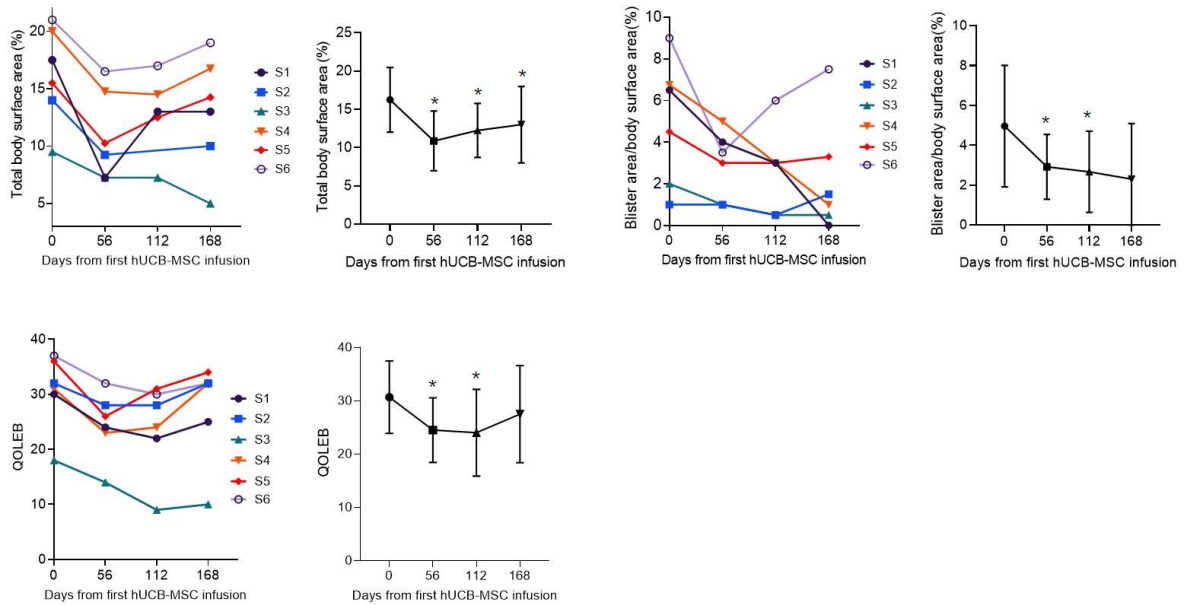 Total body surface area (%)
20
15
10
5
0 56 112 168
Days from first hUCB-MSC infusion
S1
S2
S3
S4
S5
S6
Total body surface area (%)
25
20
15
10
5
0
* * *
0 56 112 168
Days from first hUCB-MSC infusion
Blister area/body surface area(%)
10
8
6
4
2
0
0 56 112 168
Days from first hUCB-MSC infusion
S1
S2
S3
S4
S5
S6
Blister area/body surface area(%)
10
8
6
4
2
0
* *
0 56 112 168
Days from first hUCB-MSC infusion
QOLEB
40
30
20
10
0
0 56 112 168
Days from first hUCB-MSC infusion
S1
S2
S3
S4
S5
S6
QOLEB
40
30
20
10
0
* *
0 56 112 168
Days from first hUCB-MSC infusion